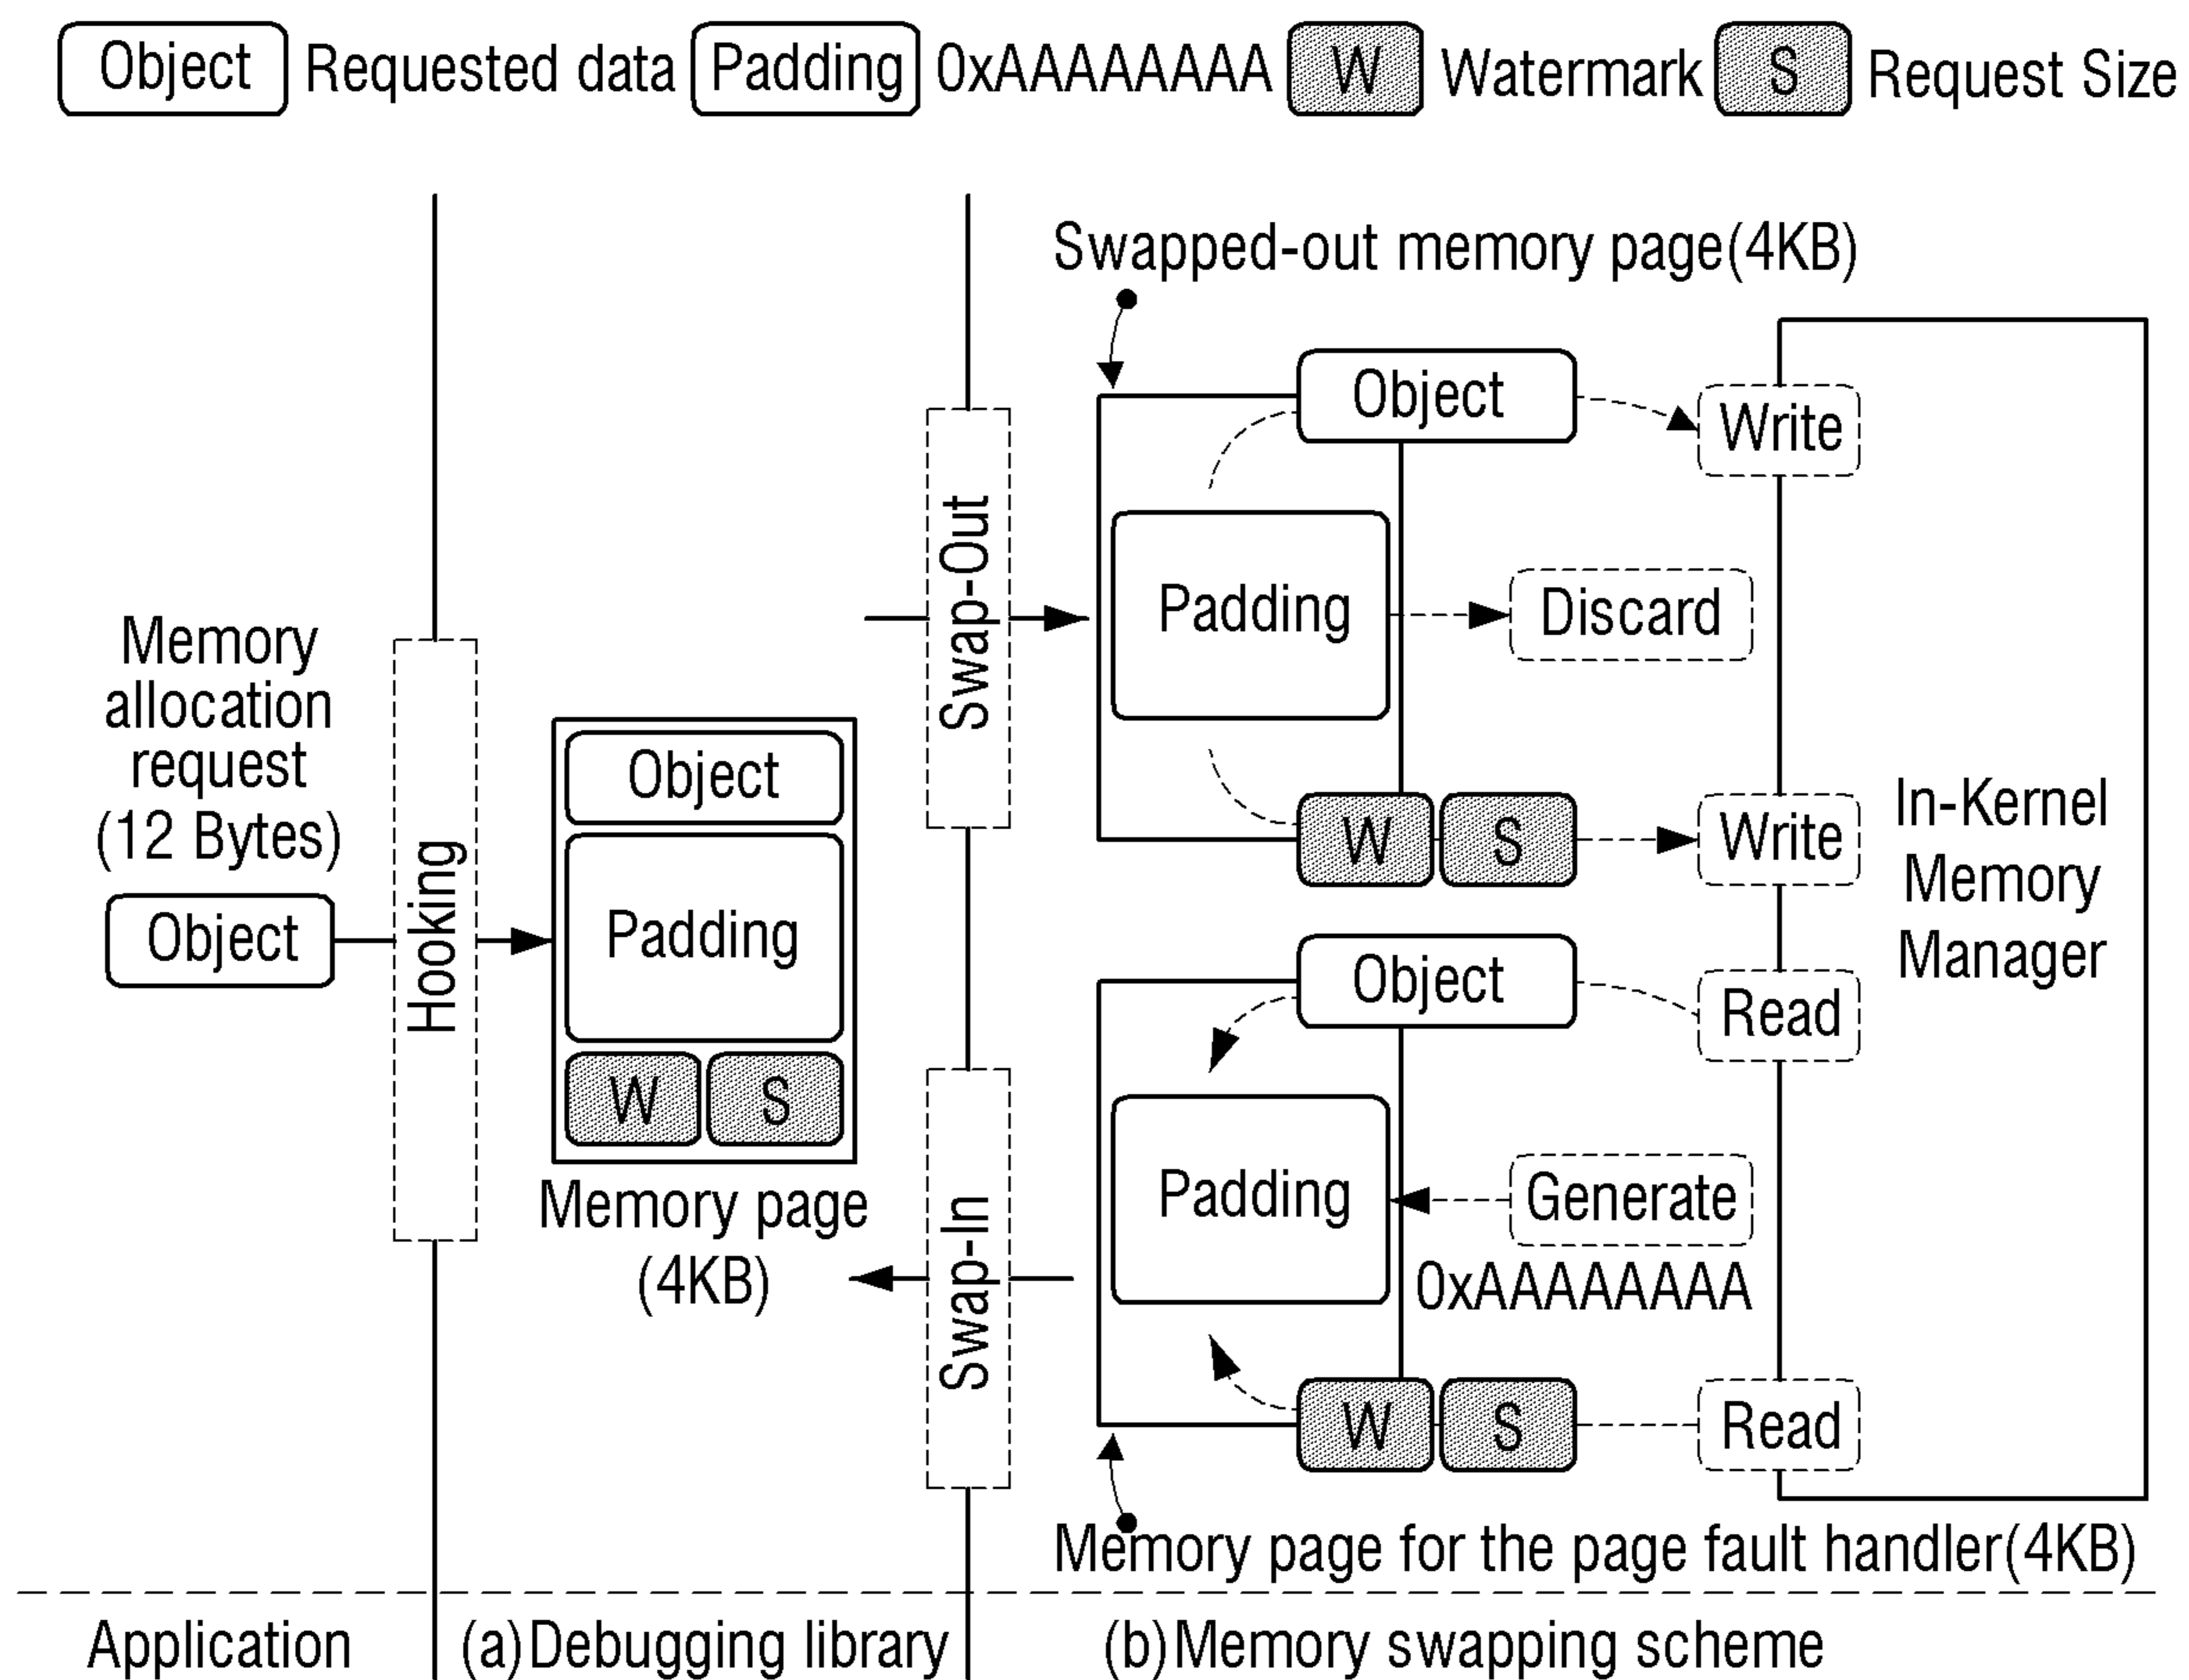 Object Requested data Padding 0xAAAAAAAA W Watermark S Request Size
Swapped-out memory page(4KB)
Object
Write
Padding
Discard
W S
Write
Swap-Out
Memory
allocation
request
(12 Bytes)
Object
Hooking
Object
Padding
W S
Memory page
(4KB)
In-Kernel
Memory
Manager
Object
Read
Padding
Generate
0xAAAAAAAA
W S
Read
Swap-In
Memory page for the page fault handler(4KB)
Application
(a)Debugging library
(b)Memory swapping scheme